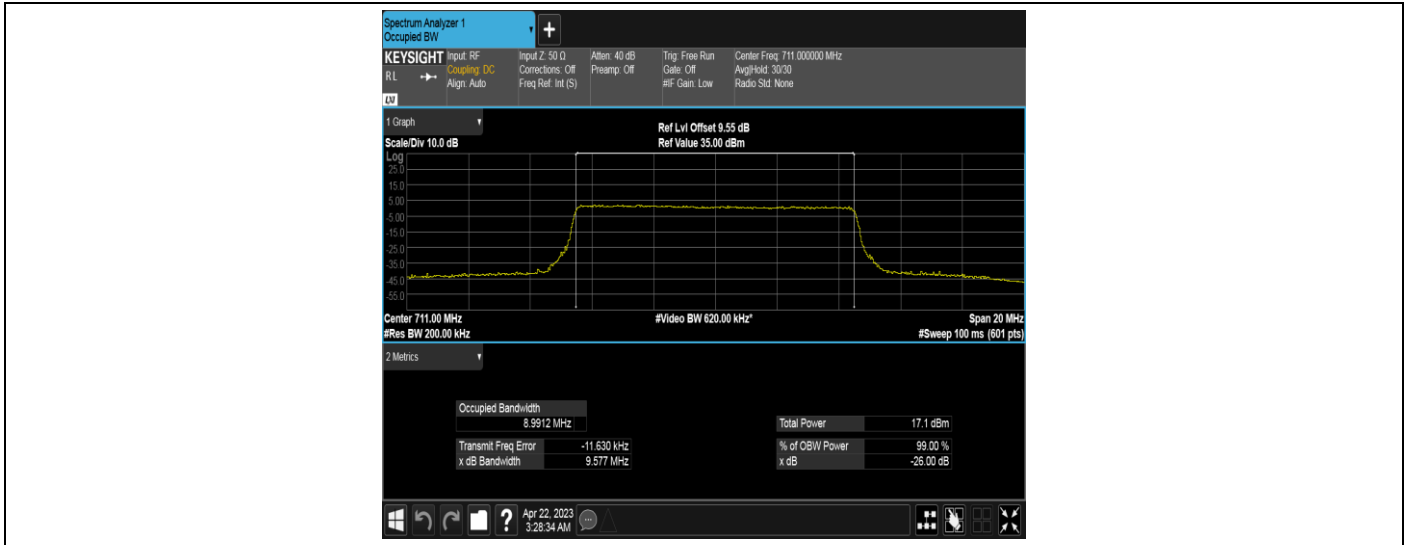 Spectrum Analyzer 1
Occupied BW
+
KEYSIGHT Input: RF Input Z: 50 Ω Atten: 40 dB Trig: Free Run Center Freq: 711.000000 MHz
RL Coupling: DC Corrections: Off Preamp: Off Gate: Off Avg|Hold: 30/30
Align: Auto Freq Ref: Int (S) #IF Gain: Low Radio Std: None
LXI
1 Graph Ref Lvl Offset 9.55 dB
Scale/Div 10.0 dB Ref Value 35.00 dBm
Log
25.0
15.0
5.00
-5.00
-15.0
-25.0
-35.0
-45.0
-55.0
Center 711.00 MHz #Video BW 620.00 kHz* Span 20 MHz
#Res BW 200.00 kHz #Sweep 100 ms (601 pts)
2 Metrics
Occupied Bandwidth
8.9912 MHz Total Power 17.1 dBm
Transmit Freq Error -11.630 kHz % of OBW Power 99.00 %
x dB Bandwidth 9.577 MHz x dB -26.00 dB
? Apr 22, 2023
3:28:34 AM